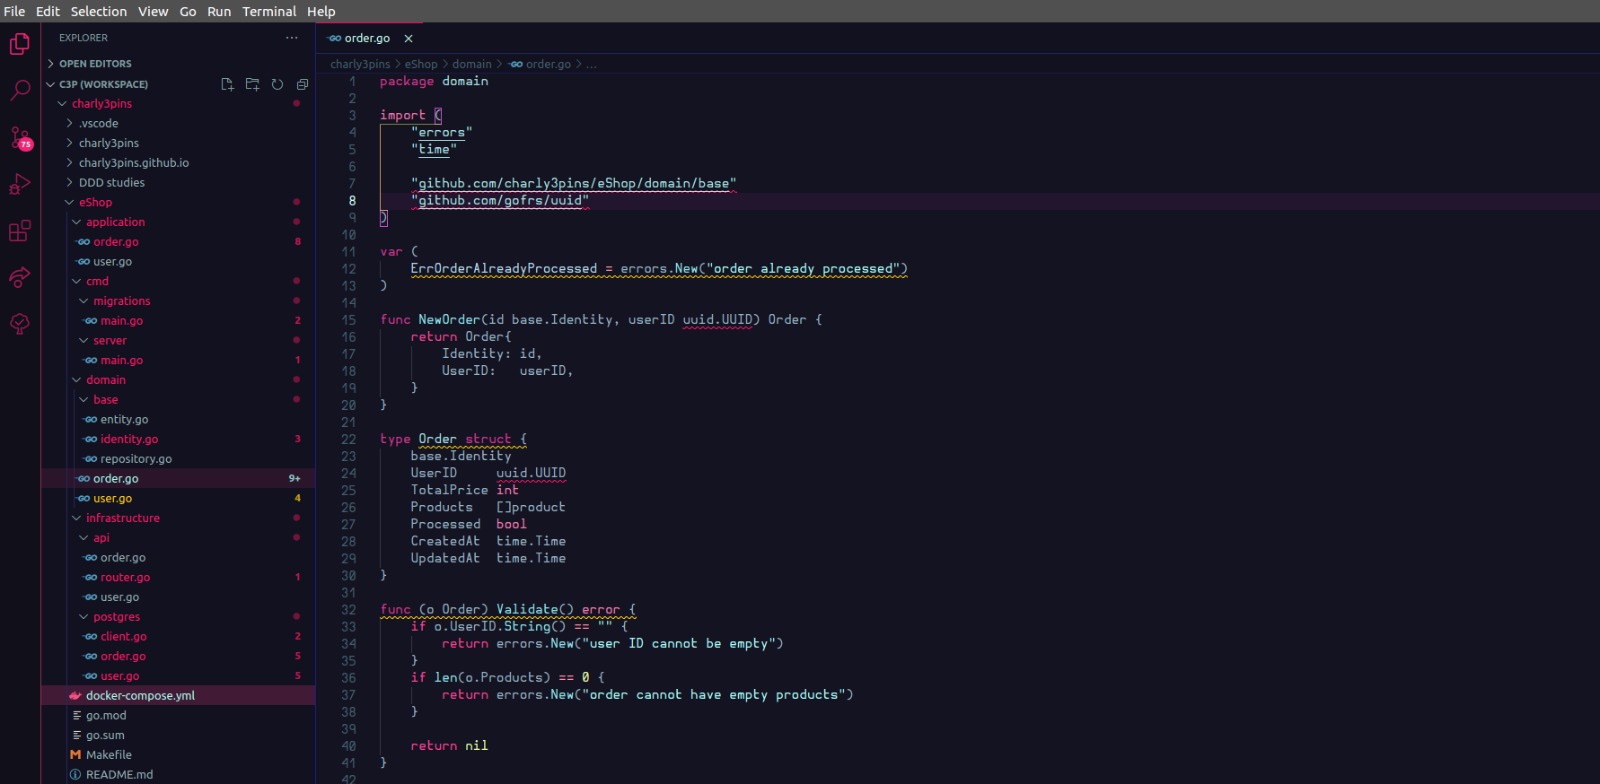 File Edit Selection View Go Run Terminal Help
EXPLORER ...
OPEN EDITORS
C3P (WORKSPACE)
charly3pins
.vscode
charly3pins
75
charly3pins.github.io
DDD studies
eShop
application
order.go 8
user.go
cmd
migrations
main.go 2
server
main.go 1
domain
base
entity.go
identity.go 3
repository.go
order.go 9+
user.go 4
infrastructure
api
order.go
router.go 1
user.go
postgres
client.go 2
order.go 5
user.go 5
docker-compose.yml
go.mod
go.sum
M Makefile
README.md
GO order.go ×
charly3pins > eShop > domain > GO order.go > ...
1 package domain
2
3 import (
4 "errors"
5 "time"
6
7 "github.com/charly3pins/eShop/domain/base"
8 "github.com/gofrs/uuid"
9 )
10
11 var (
12 ErrOrderAlreadyProcessed = errors.New("order already processed")
13 )
14
15 func NewOrder(id base.Identity, userID uuid.UUID) Order {
16 return Order{
17 Identity: id,
18 UserID: userID,
19 }
20 }
21
22 type Order struct {
23 base.Identity
24 UserID uuid.UUID
25 TotalPrice int
26 Products []product
27 Processed bool
28 CreatedAt time.Time
29 UpdatedAt time.Time
30 }
31
32 func (o Order) Validate() error {
33 if o.UserID.String() == "" {
34 return errors.New("user ID cannot be empty")
35 }
36 if len(o.Products) == 0 {
37 return errors.New("order cannot have empty products")
38 }
39
40 return nil
41 }
42